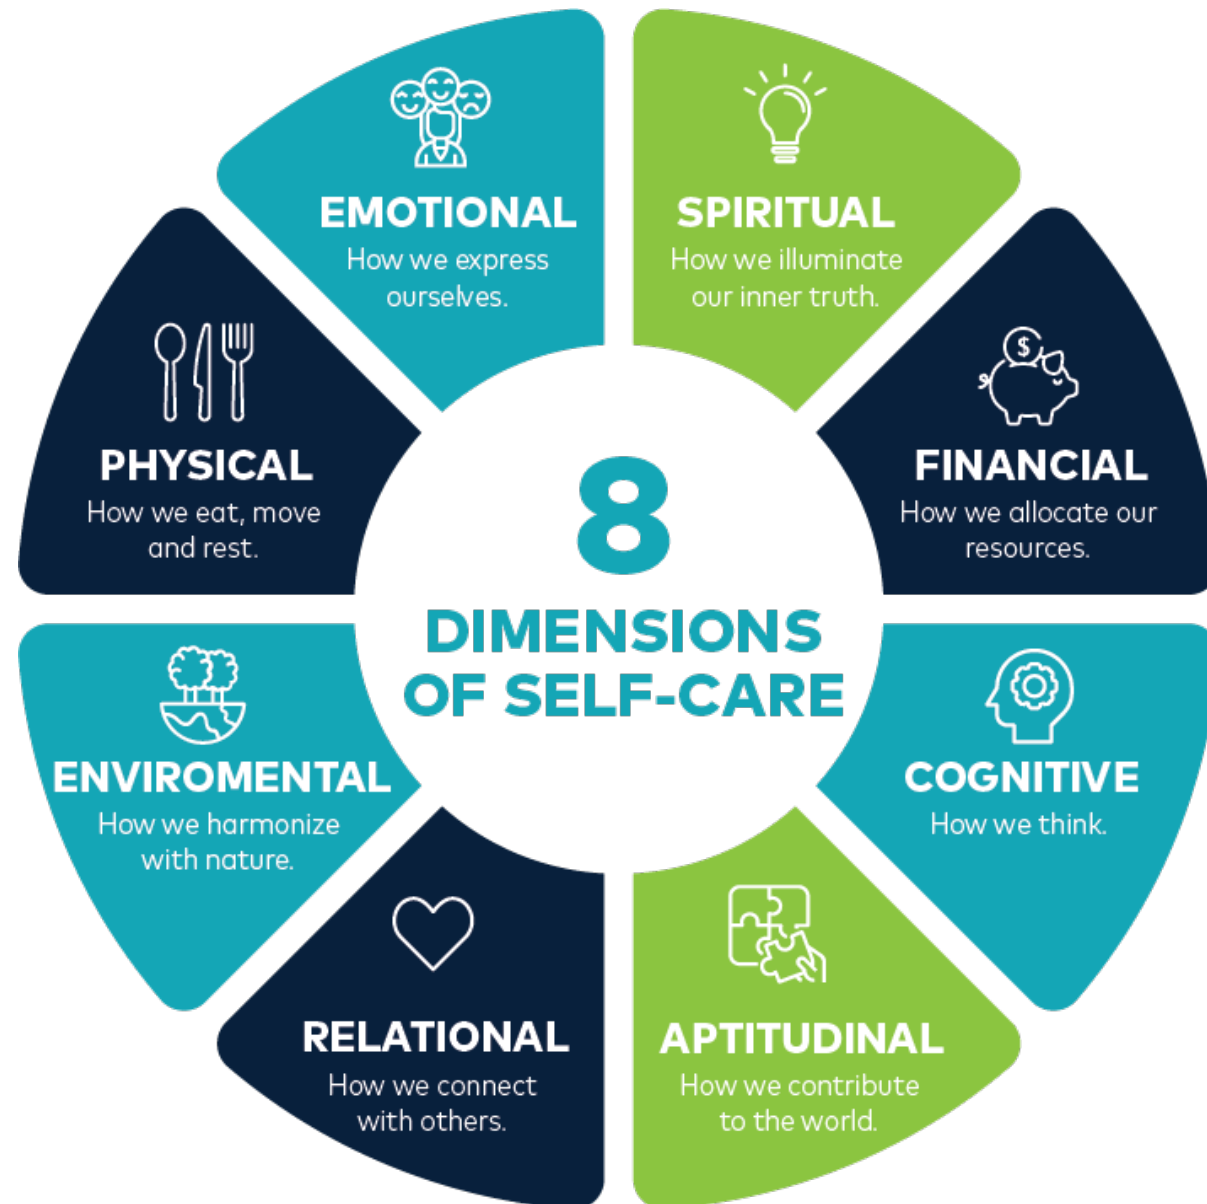 EMOTIONAL
How we express
ourselves.
SPIRITUAL
How we illuminate
our inner truth.
PHYSICAL
How we eat, move
and rest.
$
FINANCIAL
How we allocate our
resources.
8
DIMENSIONS
OF SELF-CARE
ENVIROMENTAL
How we harmonize
with nature.
COGNITIVE
How we think.
RELATIONAL
How we connect
with others.
APTITUDINAL
How we contribute
to the world.